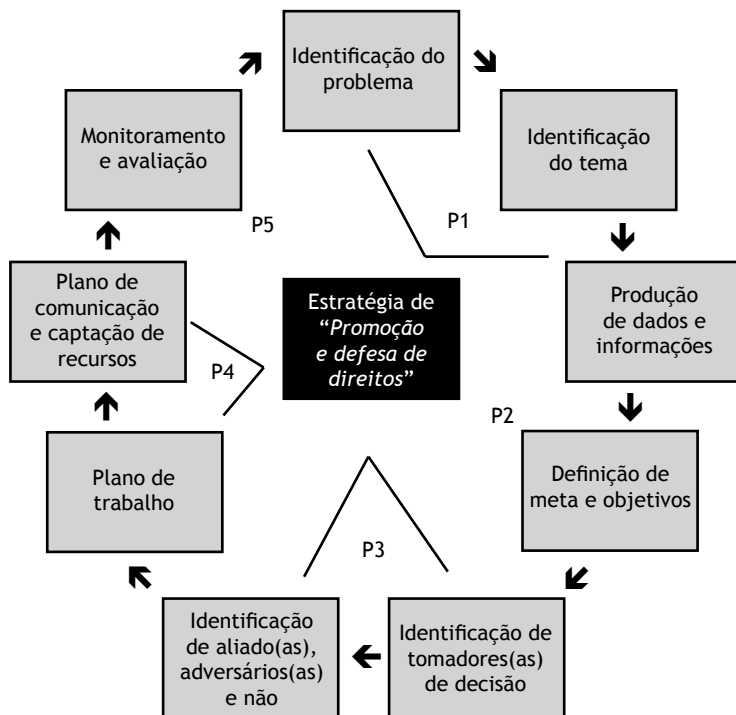 Identificação do
problema
Identificação
do tema
P1
Produção
de dados e
informações
P2
Definição de
meta e objetivos
Identificação de
tomadores(as)
de decisão
P3
Identificação
de aliado(as),
adversários(as)
e não
Plano de
trabalho
P4
Plano de
comunicação
e captação de
recursos
P5
Monitoramento
e avaliação
Estratégia de
“Promoção
e defesa de
direitos”